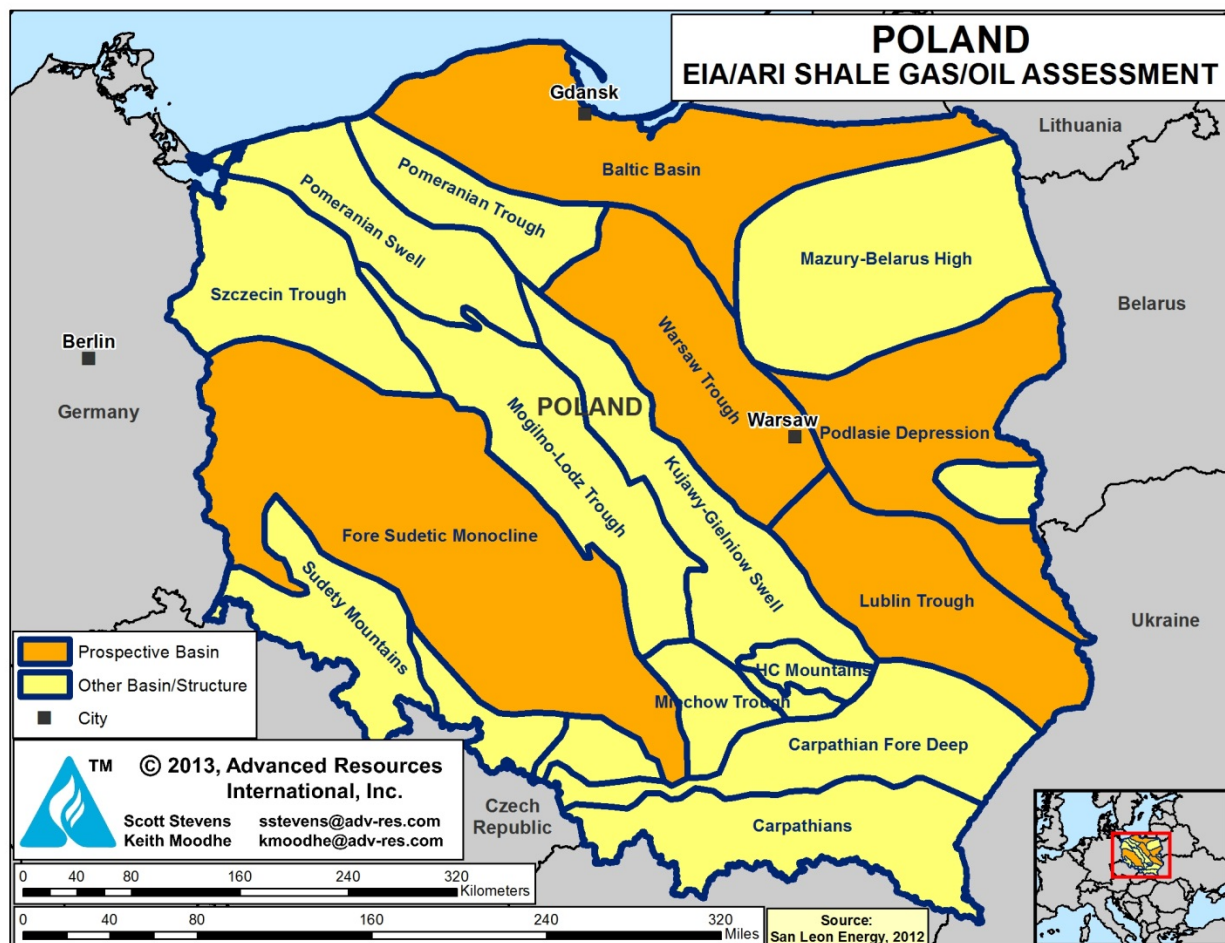 POLAND
EIA/ARI SHALE GAS/OIL ASSESSMENT
Gdansk
Lithuania
Baltic Basin
Pomeranian Trough
Pomeranian Swell
Mazury-Belarus High
Szczecin Trough
Belarus
Berlin
Warsaw Trough
Germany
POLAND
Warsaw
Podlasie Depression
Mogilno-Lodz Trough
Kujawy-Gielniow Swell
Fore Sudetic Monocline
Sudety Mountains
Lublin Trough
Ukraine
Prospective Basin
Other Basin/Structure
City
HC Mountains
Miechow Trough
Carpathian Fore Deep
TM
© 2013, Advanced Resources
International, Inc.
Scott Stevens sstevens@adv-res.com
Keith Moodhe kmoodhe@adv-res.com
Czech
Republic
Carpathians
0 40 80 160 240 320
Kilometers
0 40 80 160 240 320
Miles
Source:
San Leon Energy, 2012